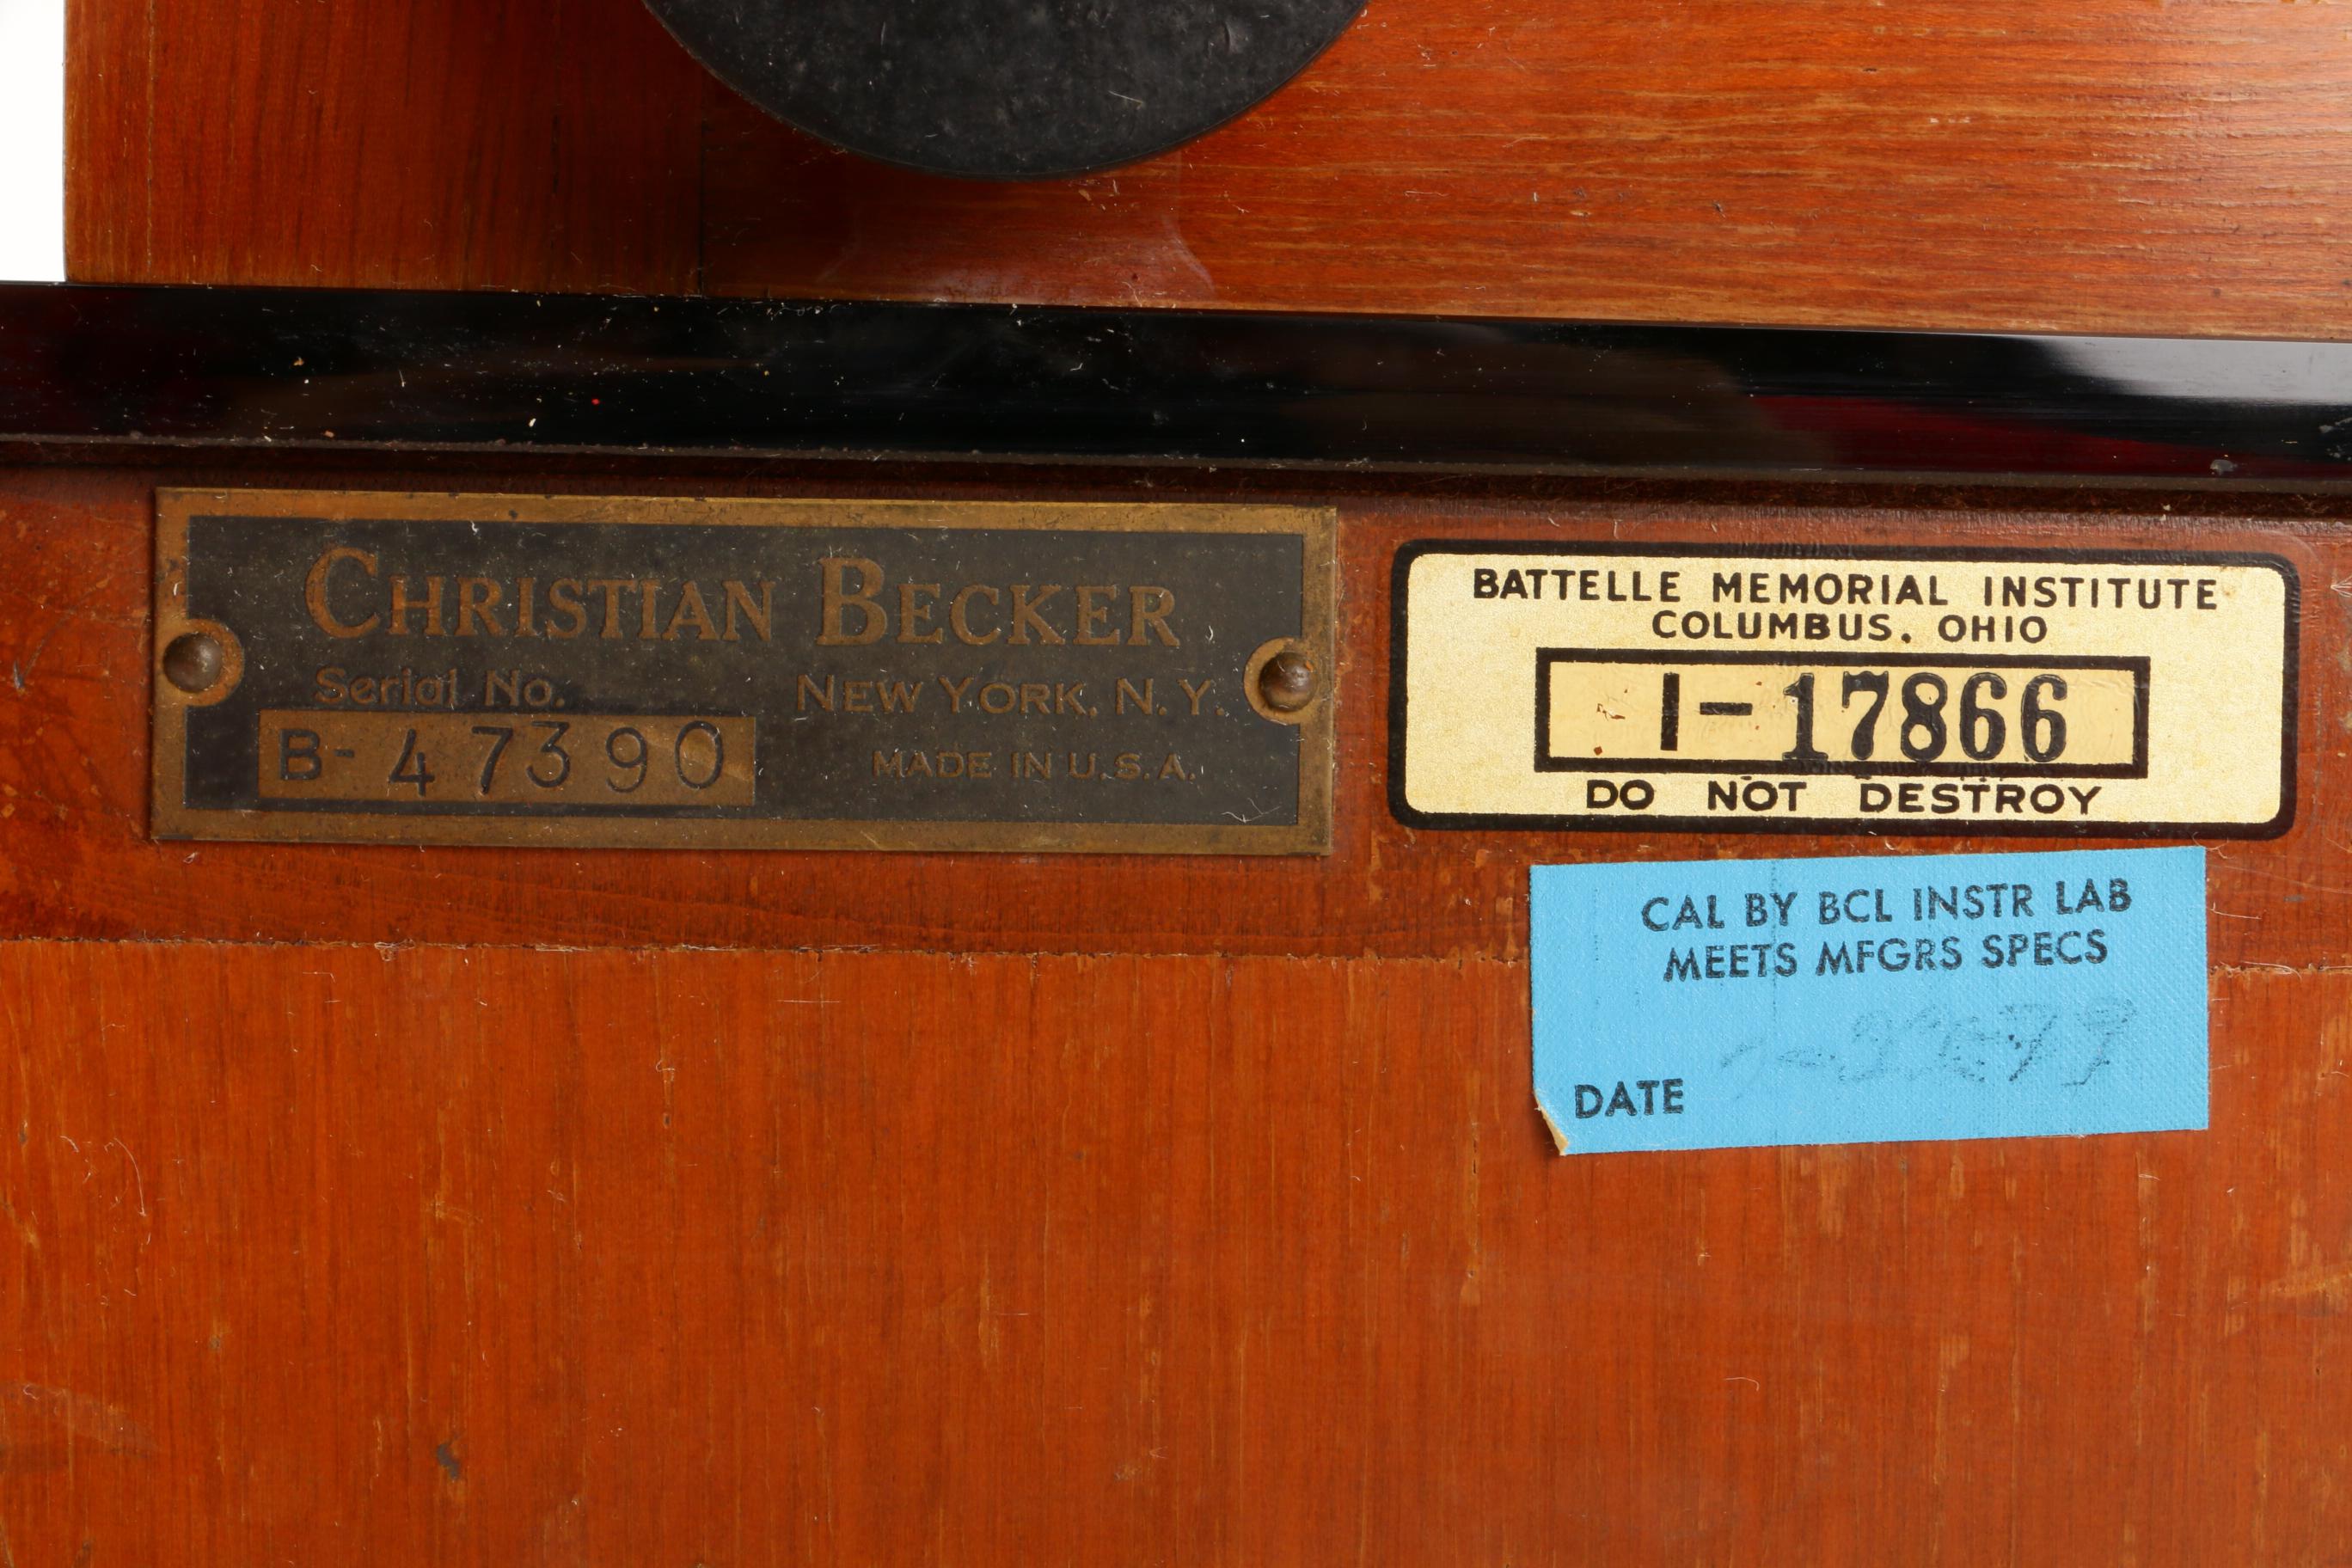 CHRISTIAN BECKER
Serial No.
B-47390
NEW YORK, N.Y.
MADE IN U.S.A.
BATTELLE MEMORIAL INSTITUTE
COLUMBUS, OHIO
I-17866
DO NOT DESTROY
CAL BY BCL INSTR LAB
MEETS MFGRS SPECS
DATE